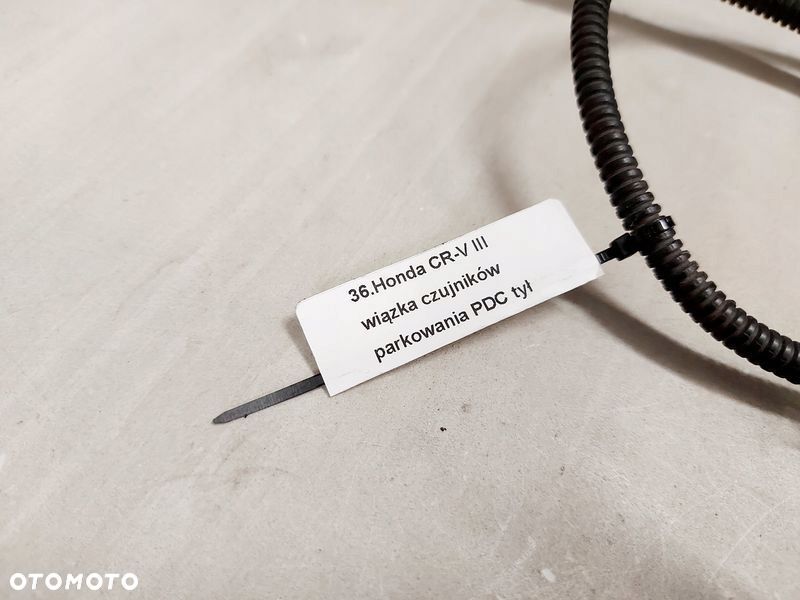 36.Honda CR-V III
wiązka czujników
parkowania PDC tył
OTOMOTO